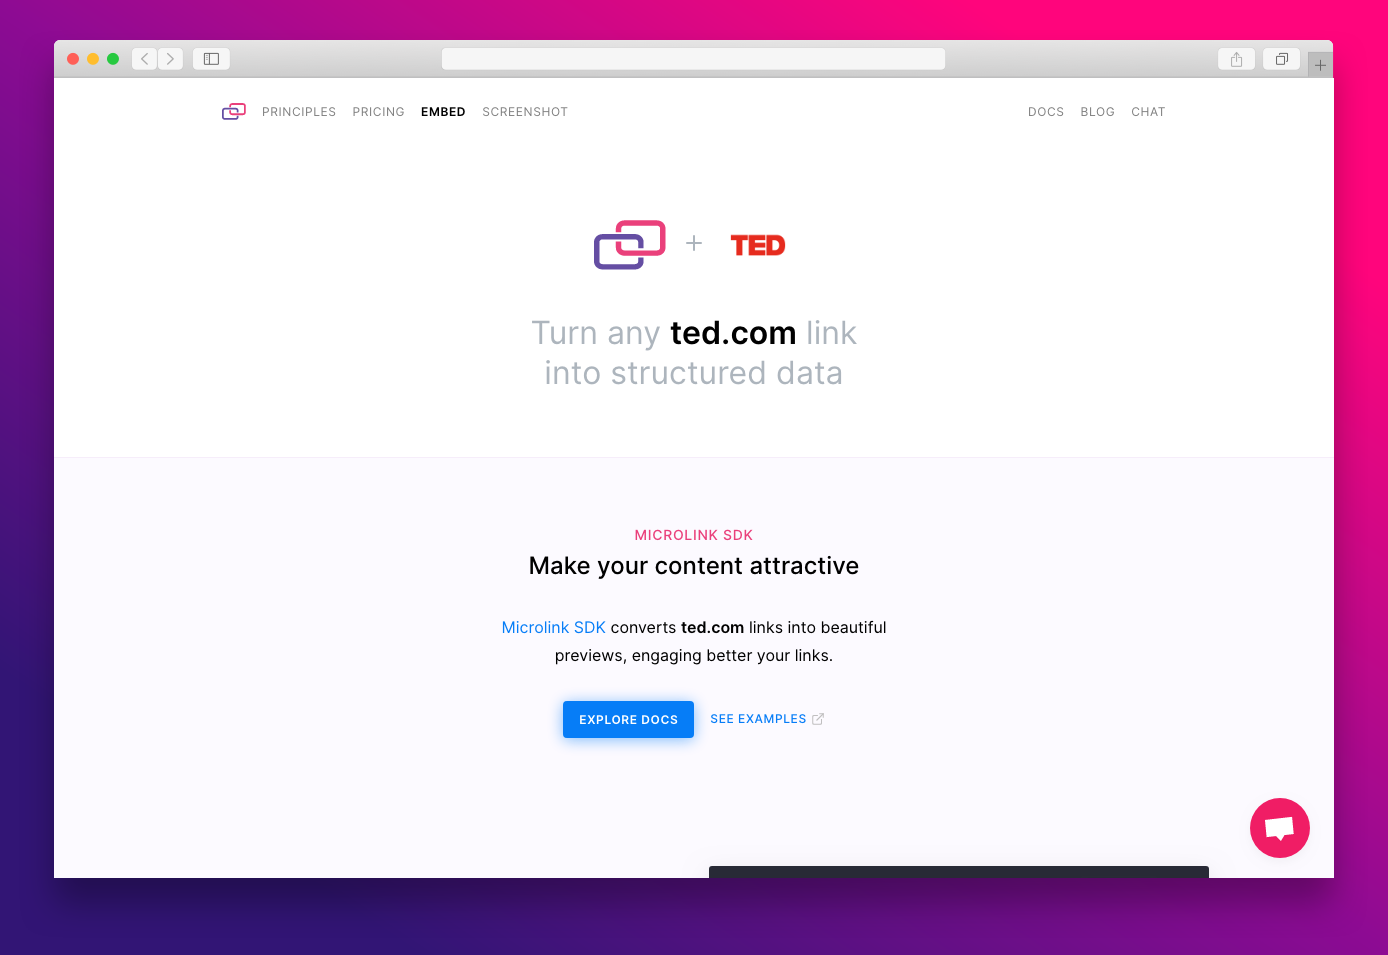 PRINCIPLES PRICING EMBED SCREENSHOT DOCS BLOG CHAT
TED
Turn any ted.com link
into structured data
MICROLINK SDK
Make your content attractive
Microlink SDK converts ted.com links into beautiful
previews, engaging better your links.
EXPLORE DOCS SEE EXAMPLES